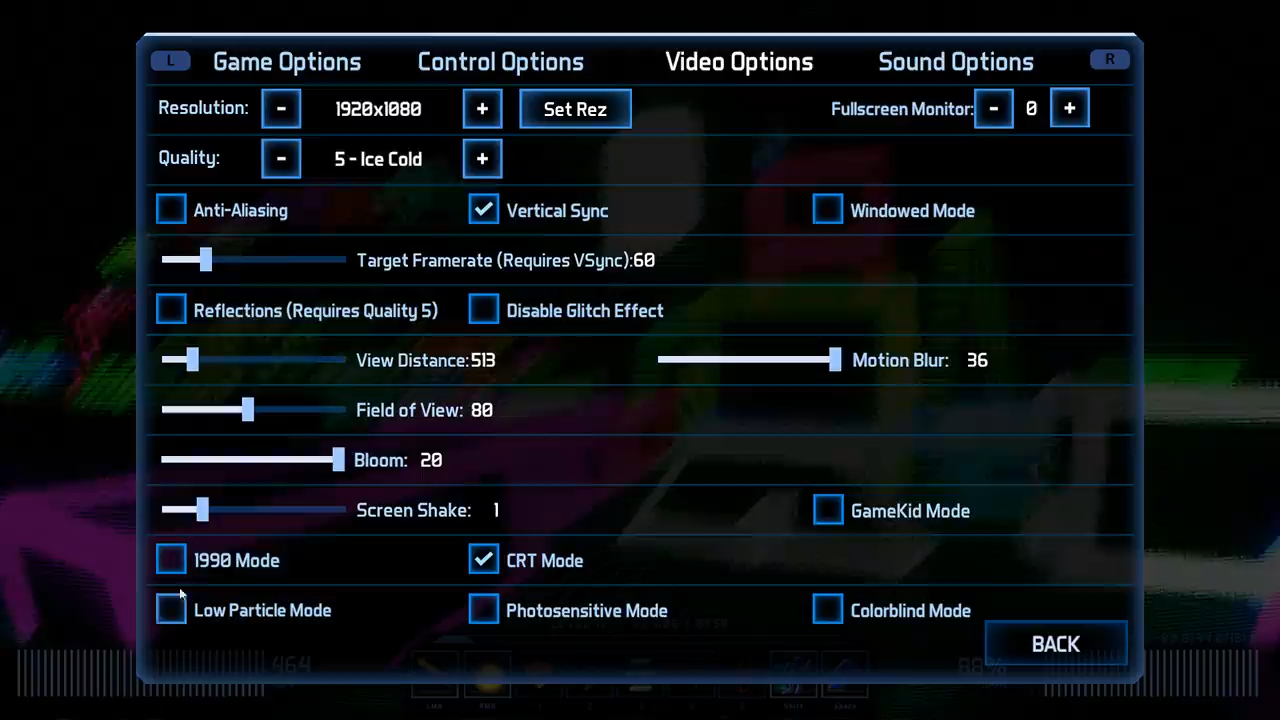 L Game Options Control Options Video Options Sound Options R
Resolution: - 1920x1080 + Set Rez Fullscreen Monitor: - 0 +
Quality: - 5 - Ice Cold +
Anti-Aliasing Vertical Sync Windowed Mode
Target Framerate (Requires VSync):60
Reflections (Requires Quality 5) Disable Glitch Effect
View Distance:513 Motion Blur: 36
Field of View: 80
Bloom: 20
Screen Shake: 1 GameKid Mode
1990 Mode CRT Mode
Low Particle Mode Photosensitive Mode Colorblind Mode
BACK
464 88%